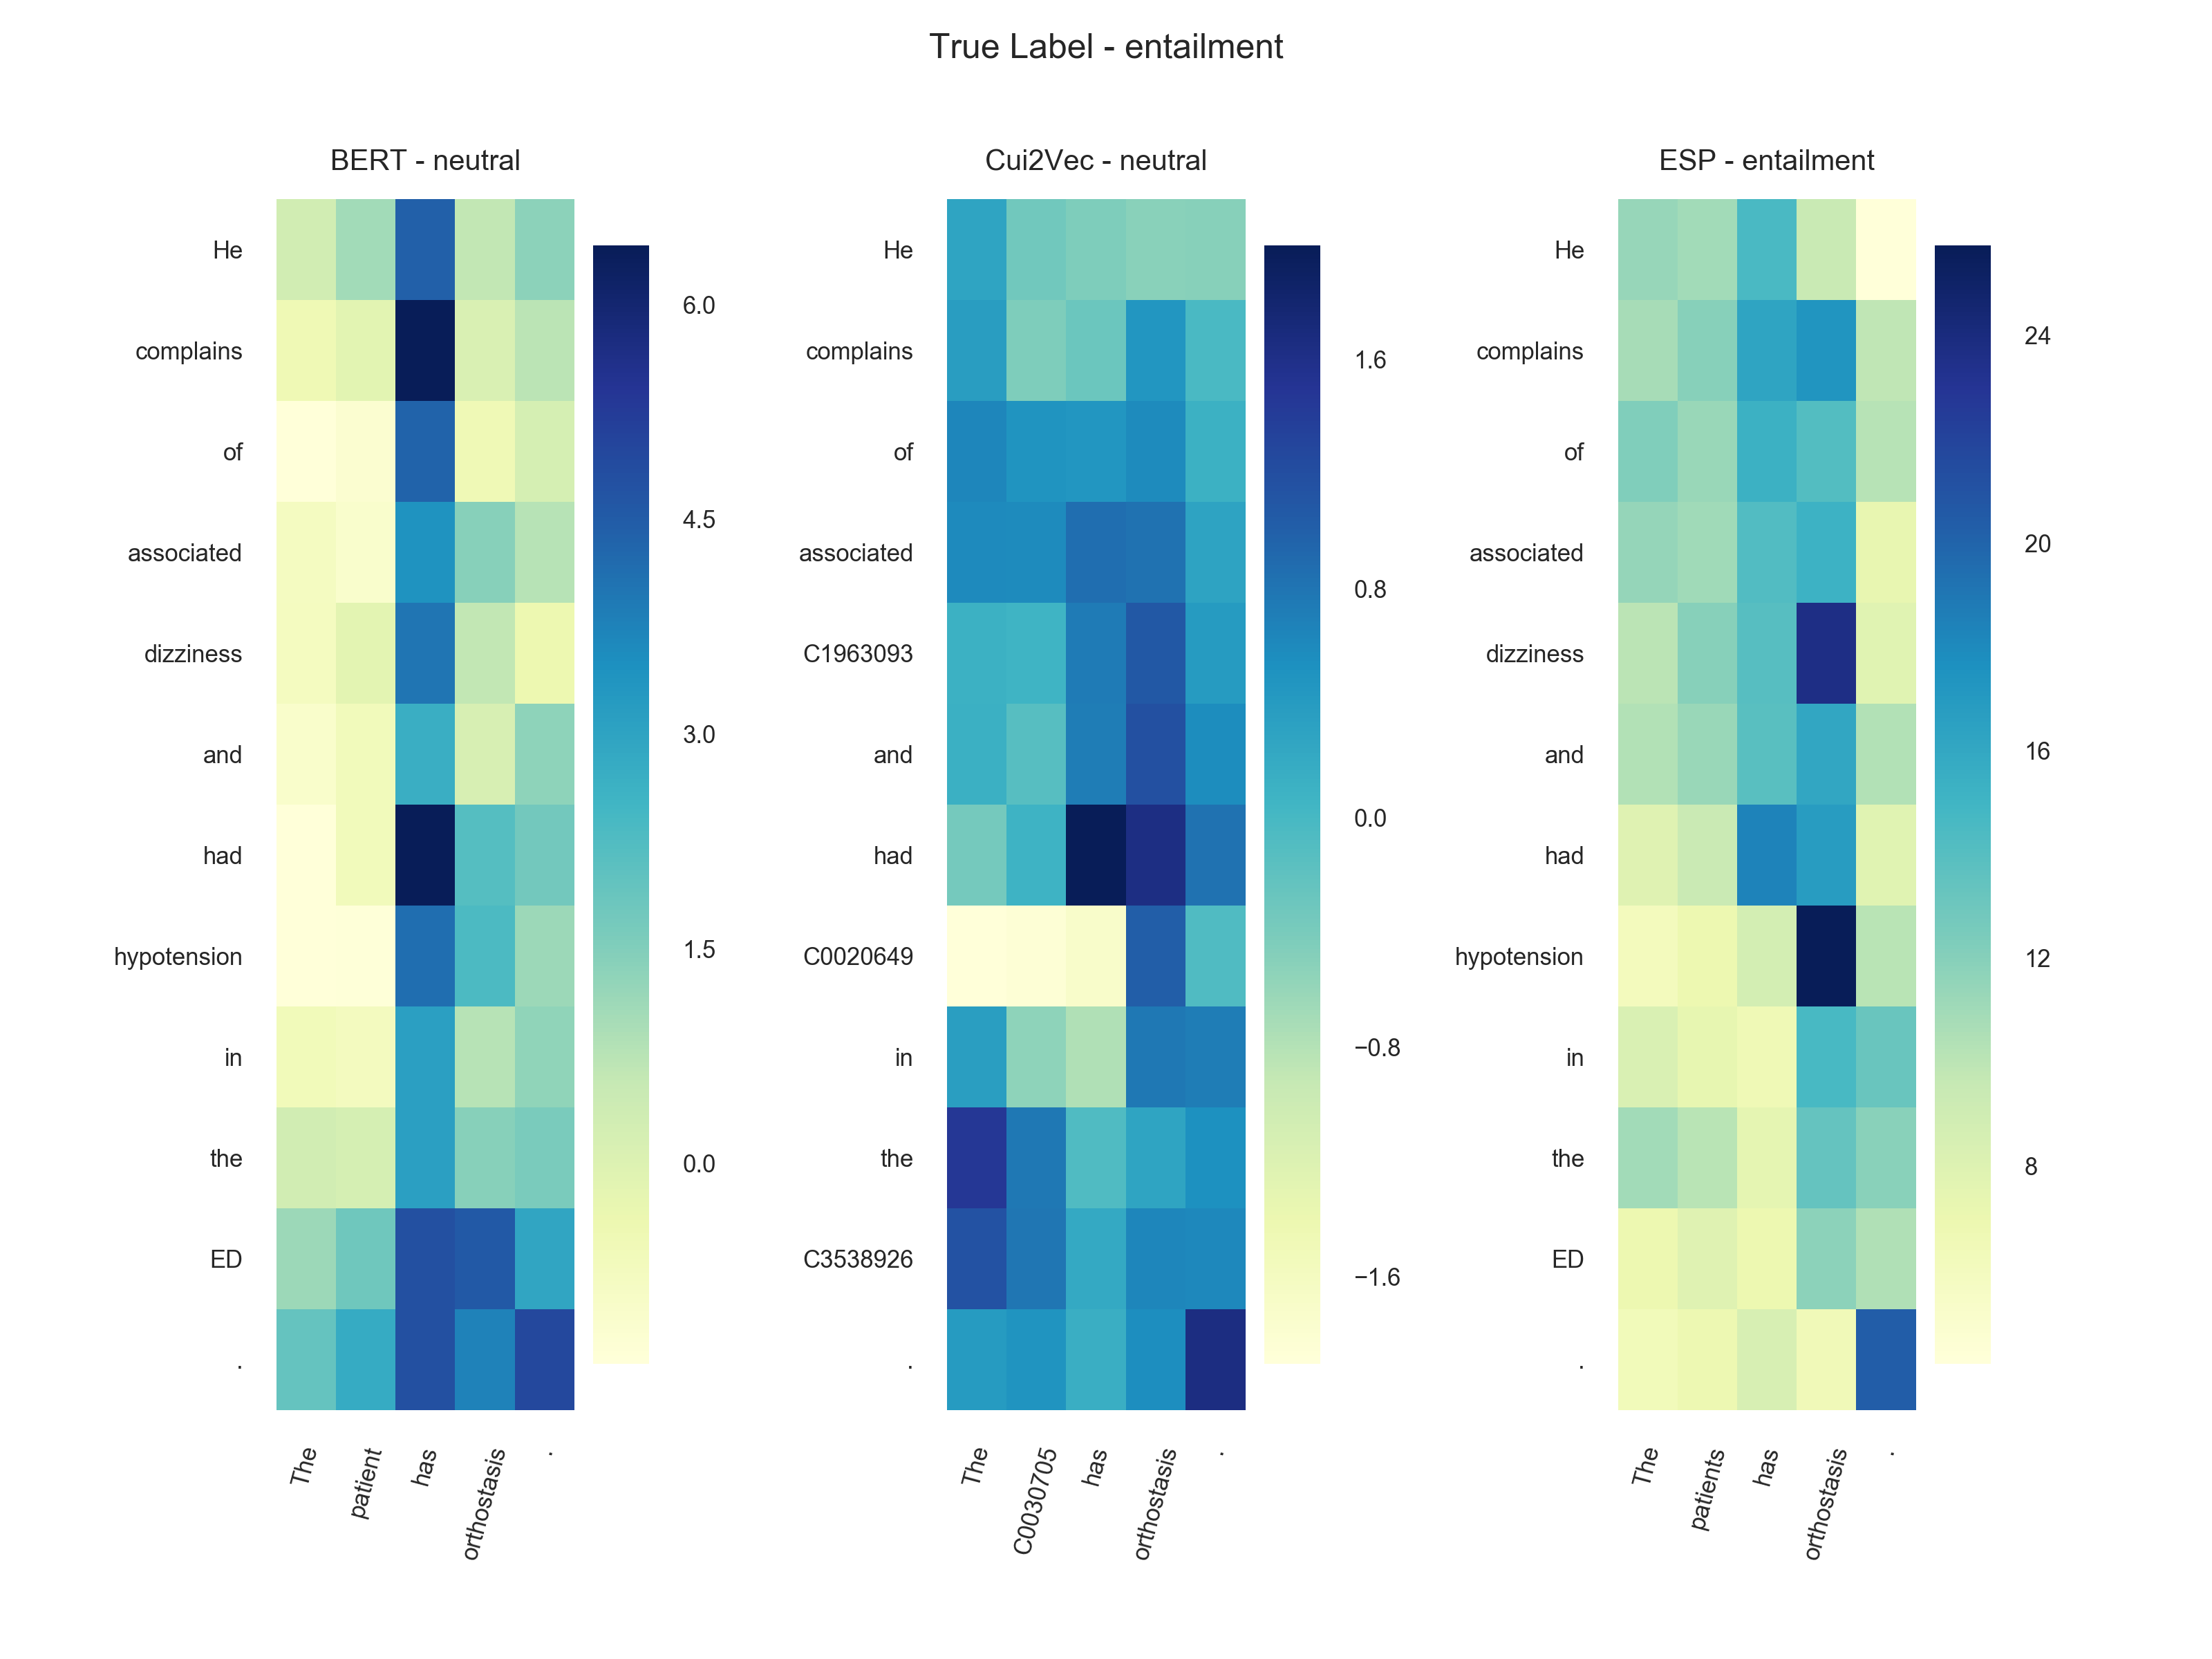 True Label - entailment
BERT - neutral
He
complains
of
associated
dizziness
and
had
hypotension
in
the
ED
.
The
patient
has
orthostasis
.
6.0
4.5
3.0
1.5
0.0
Cui2Vec - neutral
He
complains
of
associated
C1963093
and
had
C0020649
in
the
C3538926
.
The
C0030705
has
orthostasis
.
1.6
0.8
0.0
−0.8
−1.6
ESP - entailment
He
complains
of
associated
dizziness
and
had
hypotension
in
the
ED
.
The
patients
has
orthostasis
.
24
20
16
12
8